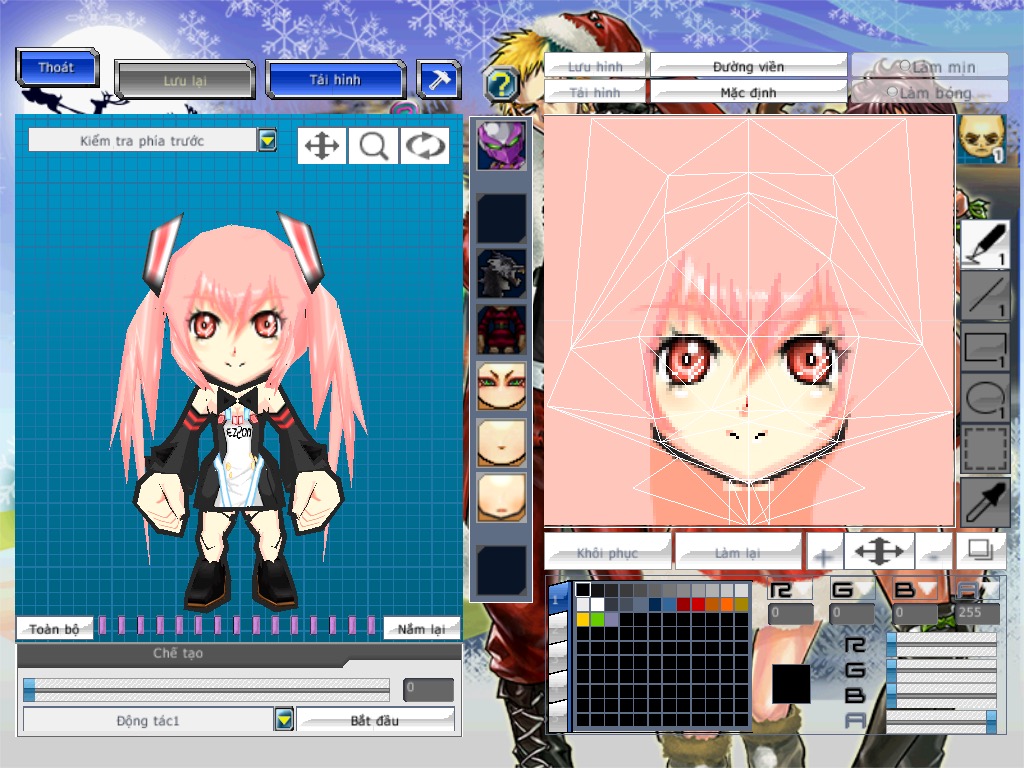 Thoát
Lưu lại
Tải hình
Lưu hình
Đường viền
Làm mịn
Tải hình
Mặc định
Làm bóng
Kiểm tra phía trước
1
1
1
1
1
Khôi phục
Làm lại
R G B A
0 0 0 255
R
G
B
A
Toàn bộ
Nắm lại
Chế tạo
0
Động tác1
Bắt đầu